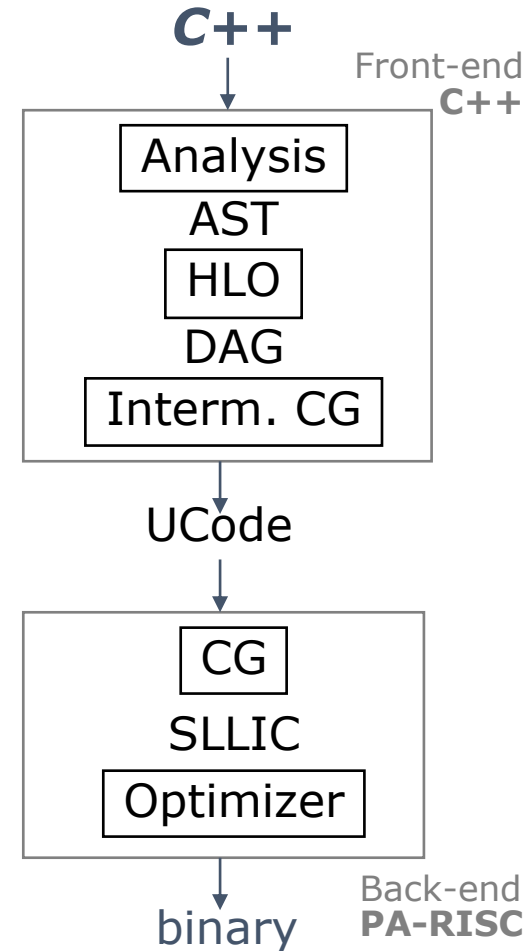 C++
Front-end
C++
Analysis
AST
HLO
DAG
Interm. CG
UCode
CG
SLLIC
Optimizer
Back-end
PA-RISC
binary